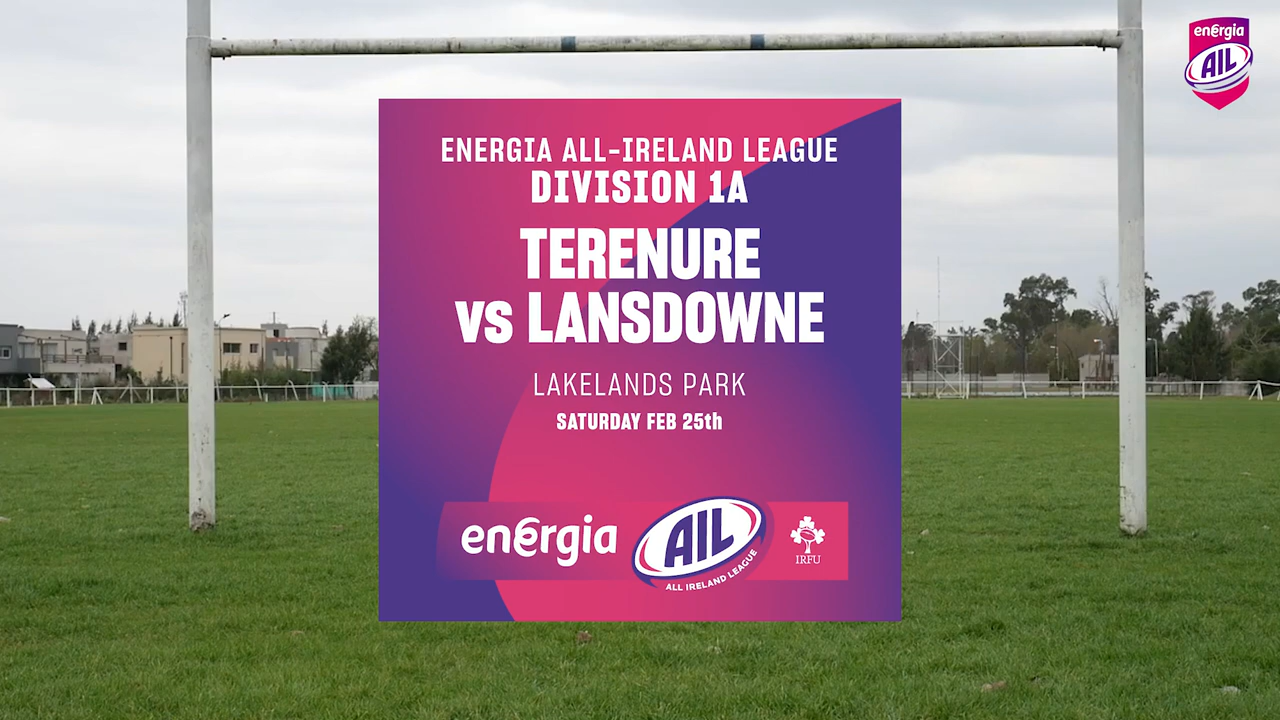 energia
AIL
ENERGIA ALL-IRELAND LEAGUE
DIVISION 1A
TERENURE
vs LANSDOWNE
LAKELANDS PARK
SATURDAY FEB 25th
energia
AIL
ALL IRELAND LEAGUE
IRFU